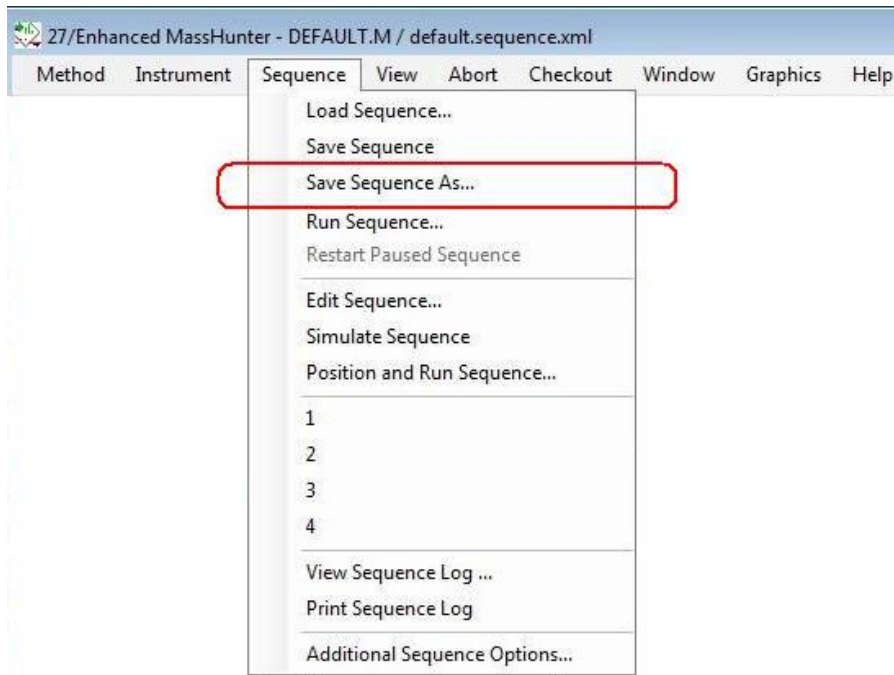 27/Enhanced MassHunter - DEFAULT.M / default.sequence.xml
Method Instrument Sequence View Abort Checkout Window Graphics Help
Load Sequence...
Save Sequence
Save Sequence As...
Run Sequence...
Restart Paused Sequence
Edit Sequence...
Simulate Sequence
Position and Run Sequence...
1
2
3
4
View Sequence Log ...
Print Sequence Log
Additional Sequence Options...